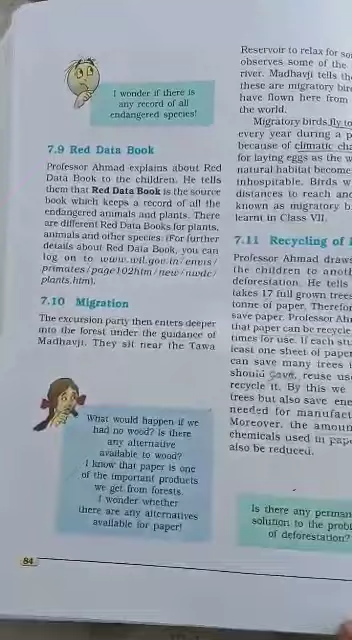 I wonder if there is
any record of all
endangered species!
7.9 Red Data Book
Professor Ahmad explains about Red
Data Book to the children. He tells
them that Red Data Book is the source
book which keeps a record of all the
endangered animals and plants. There
are different Red Data Books for plants,
animals and other species. (For further
details about Red Data Book, you can
log on to www.wil.gov.in/envis/
primates/page102htm/new/nwdc/
plants.htm).
7.10 Migration
The excursion party then enters deeper
into the forest under the guidance of
Madhavji. They sit near the Tawa
What would happen if we
had no wood? Is there
any alternative
available to wood?
I know that paper is one
of the important products
we get from forests.
I wonder whether
there are any alternatives
available for paper!
84
Reservoir to relax for
observes some of the
river. Madhavji tells the
these are migratory
have flown here from
the world.
Migratory birds fly to
every year during a
because of climatic
for laying eggs as the
natural habitat become
inhospitable. Birds
distances to reach
known as migratory
learnt in Class VII.
7.11 Recycling of
Professor Ahmad draws
the children to
deforestation. He tells
takes 17 full grown trees
tonne of paper.
save paper. Professor
that paper can be
times for use. If each
least one sheet of paper
can save many trees
should save, reuse
recycle it. By this we
trees but also save
needed for
Moreover, the
chemicals used in
also be reduced.
Is there any
solution to the
of deforestation?